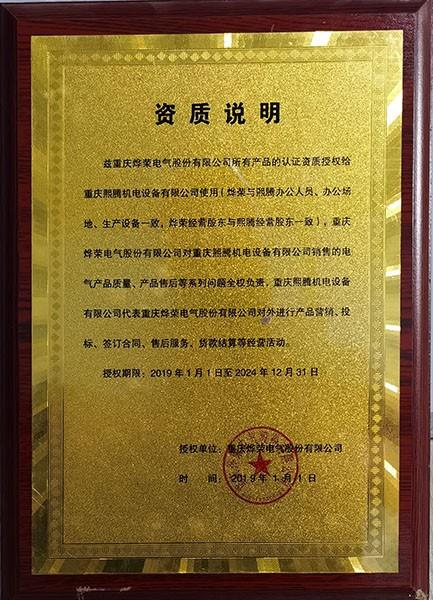 资质说明
兹重庆烨荣电气股份有限公司所有产品的认证资质授权给
重庆熙腾机电设备有限公司使用(烨荣与熙腾办公人员、办公场
地、生产设备一致,烨荣经营股东与熙腾经营股东一致),重庆
烨荣电气股份有限公司对重庆熙腾机电设备有限公司销售的电
气产品质量、产品售后等系列问题全权负责,重庆熙腾机电设备
有限公司代表重庆烨荣电气股份有限公司对外进行产品营销、投
标、签订合同、售后服务、货款结算等经营活动。
授权期限:2019年1月1日至2024年12月31日
授权单位:重庆烨荣电气股份有限公司
时 间:2019年1月1日